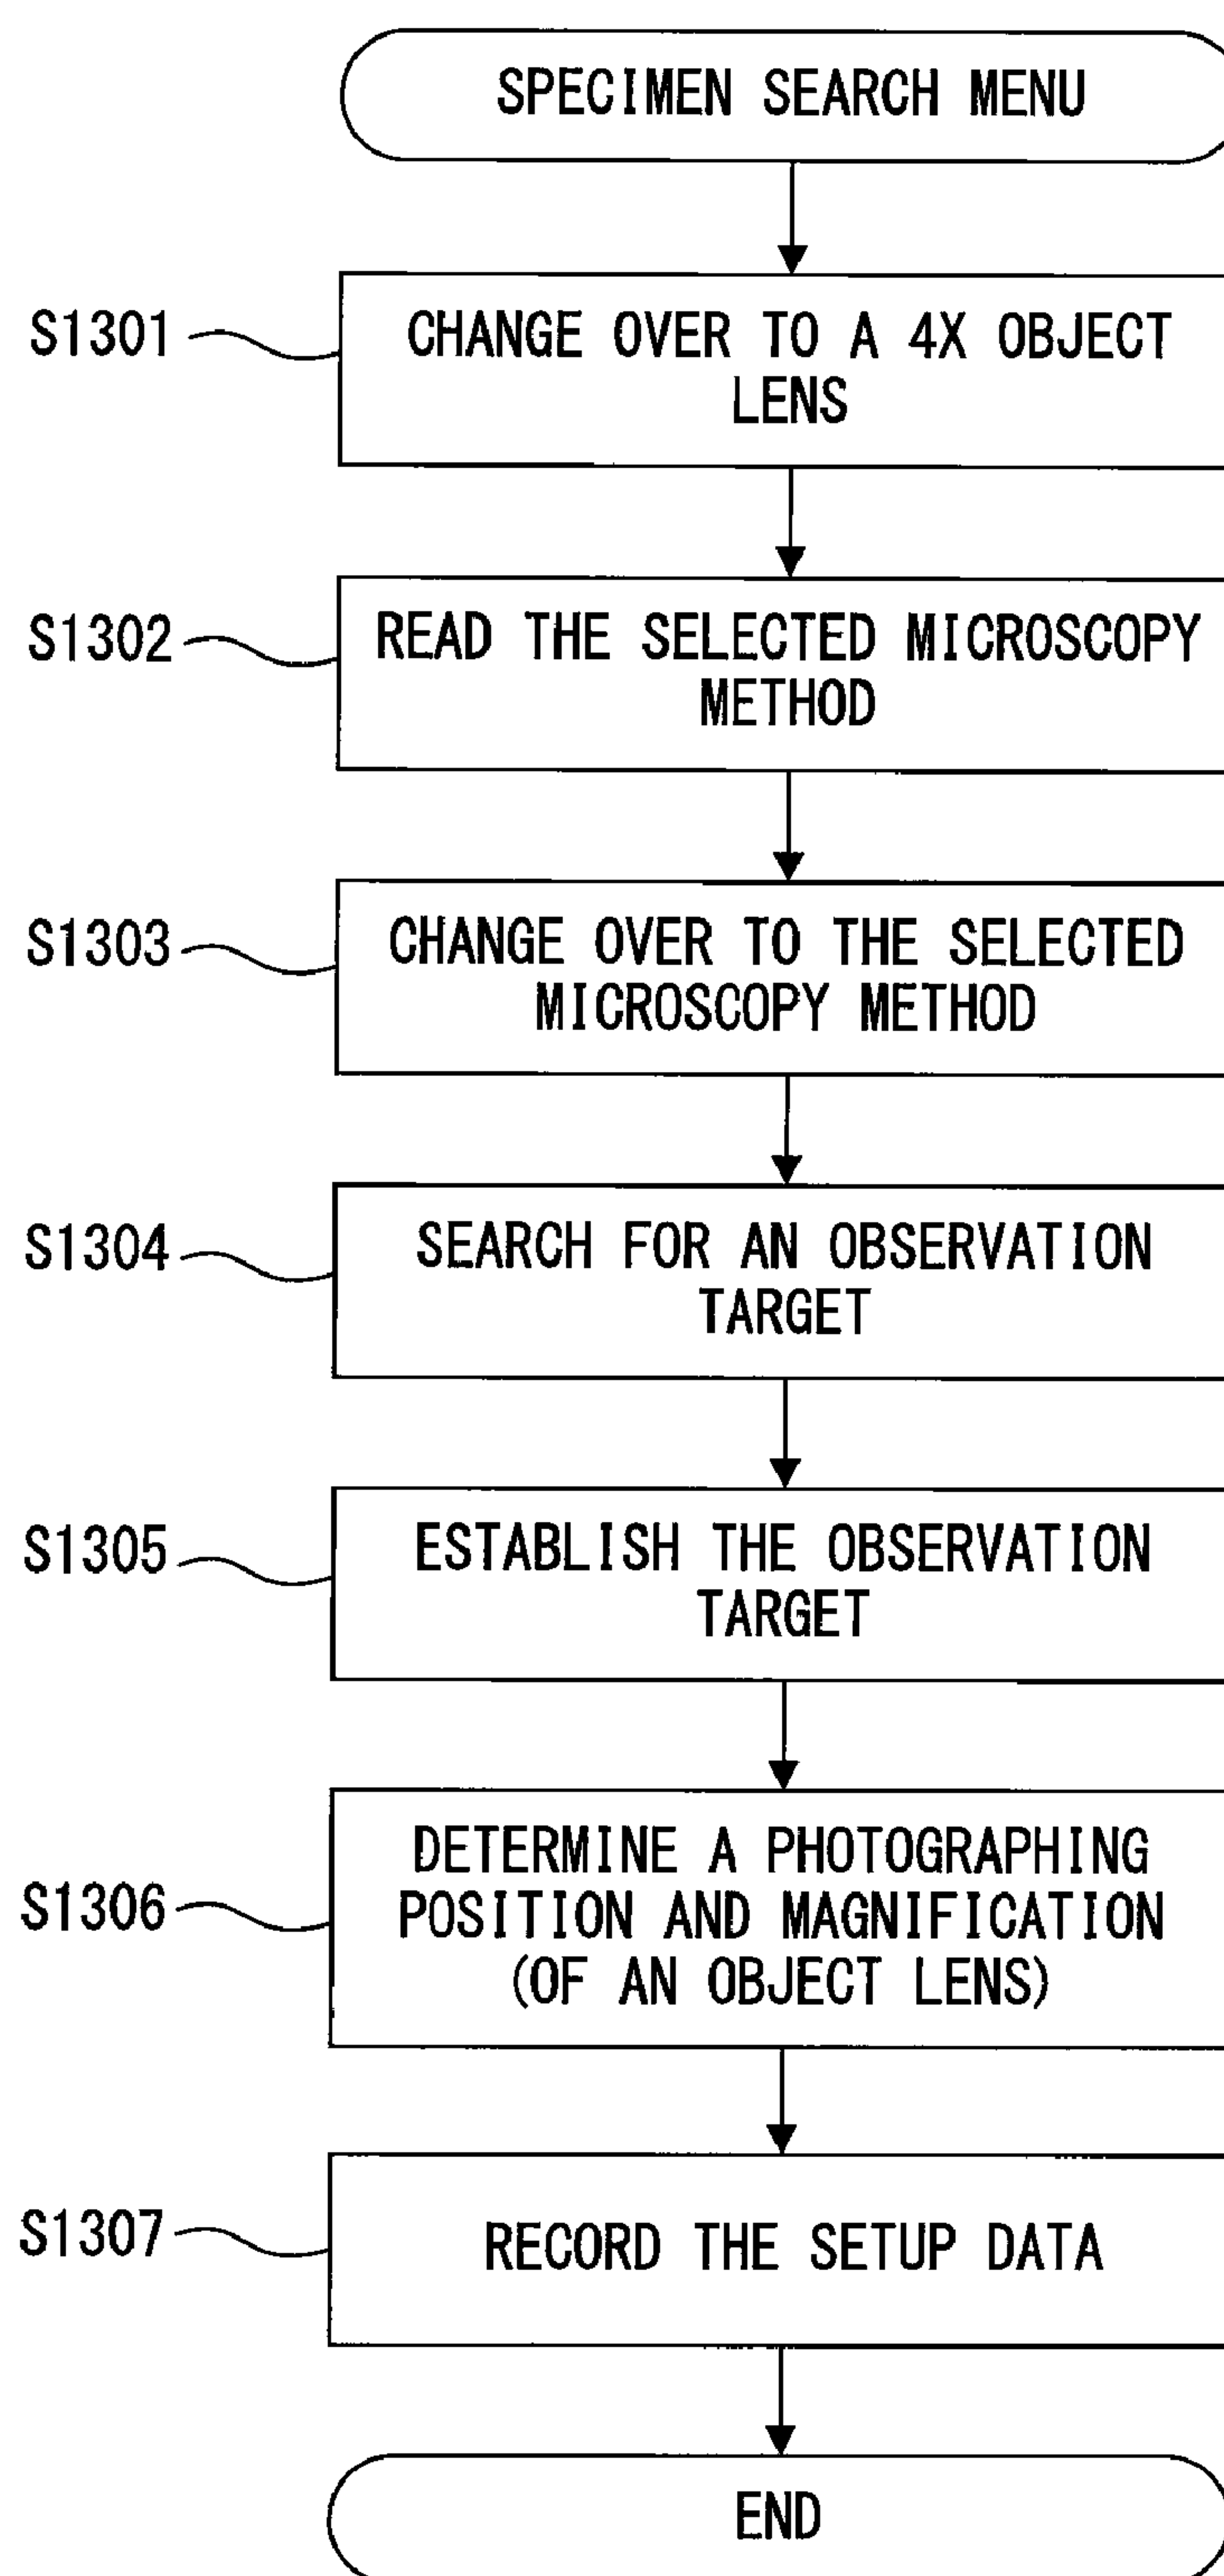 SPECIMEN SEARCH MENU
S1301
CHANGE OVER TO A 4X OBJECT
LENS
S1302
READ THE SELECTED MICROSCOPY
METHOD
S1303
CHANGE OVER TO THE SELECTED
MICROSCOPY METHOD
S1304
SEARCH FOR AN OBSERVATION
TARGET
S1305
ESTABLISH THE OBSERVATION
TARGET
S1306
DETERMINE A PHOTOGRAPHING
POSITION AND MAGNIFICATION
(OF AN OBJECT LENS)
S1307
RECORD THE SETUP DATA
END